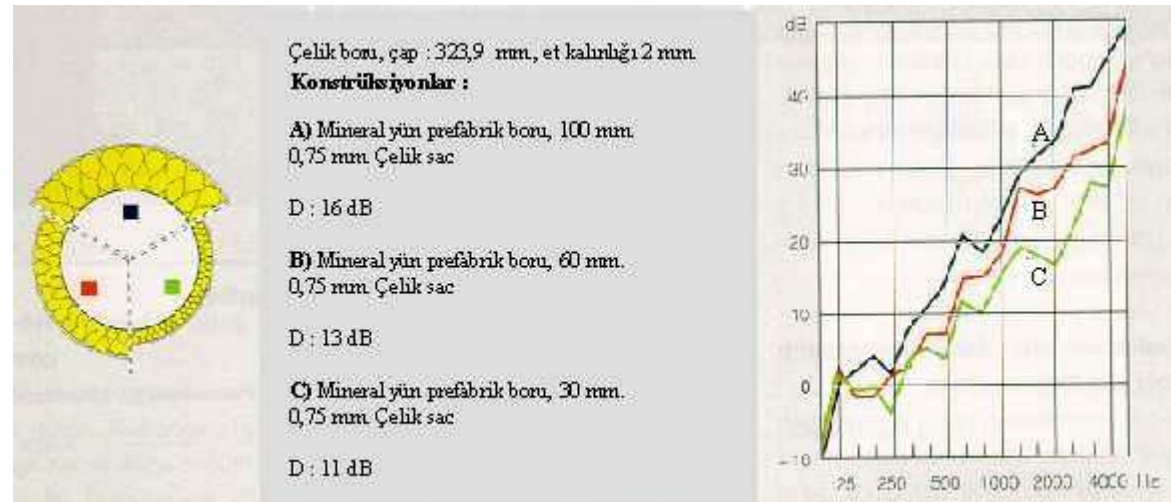 Çelik boru, çap : 323,9 mm., et kalınlığı 2 mm.
Konstrüksiyonlar :
A) Mineral yün prefabrik boru, 100 mm.
0,75 mm. Çelik sac
D : 16 dB
B) Mineral yün prefabrik boru, 60 mm.
0,75 mm. Çelik sac
D : 13 dB
C) Mineral yün prefabrik boru, 30 mm.
0,75 mm. Çelik sac
D : 11 dB
dB
40
30
20
10
0
-10
A
B
C
250 500 1000 2000 4000 Hz